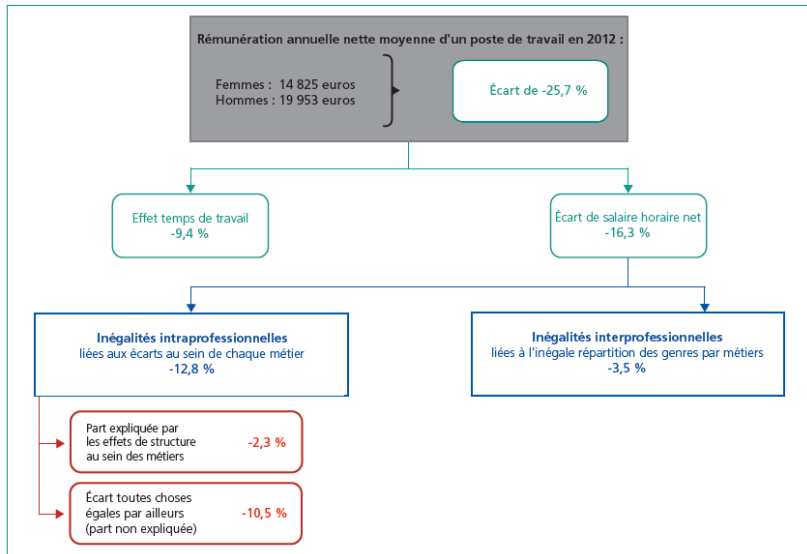 Rémunération annuelle nette moyenne d'un poste de travail en 2012 :
Femmes : 14 825 euros
Hommes : 19 953 euros
Écart de -25,7 %
Effet temps de travail
-9,4 %
Écart de salaire horaire net
-16,3 %
Inégalités intraprofessionnelles
liées aux écarts au sein de chaque métier
-12,8 %
Inégalités interprofessionnelles
liées à l'inégale répartition des genres par métiers
-3,5 %
Part expliquée par
les effets de structure
au sein des métiers
-2,3 %
Écart toutes choses
égales par ailleurs
(part non expliquée)
-10,5 %